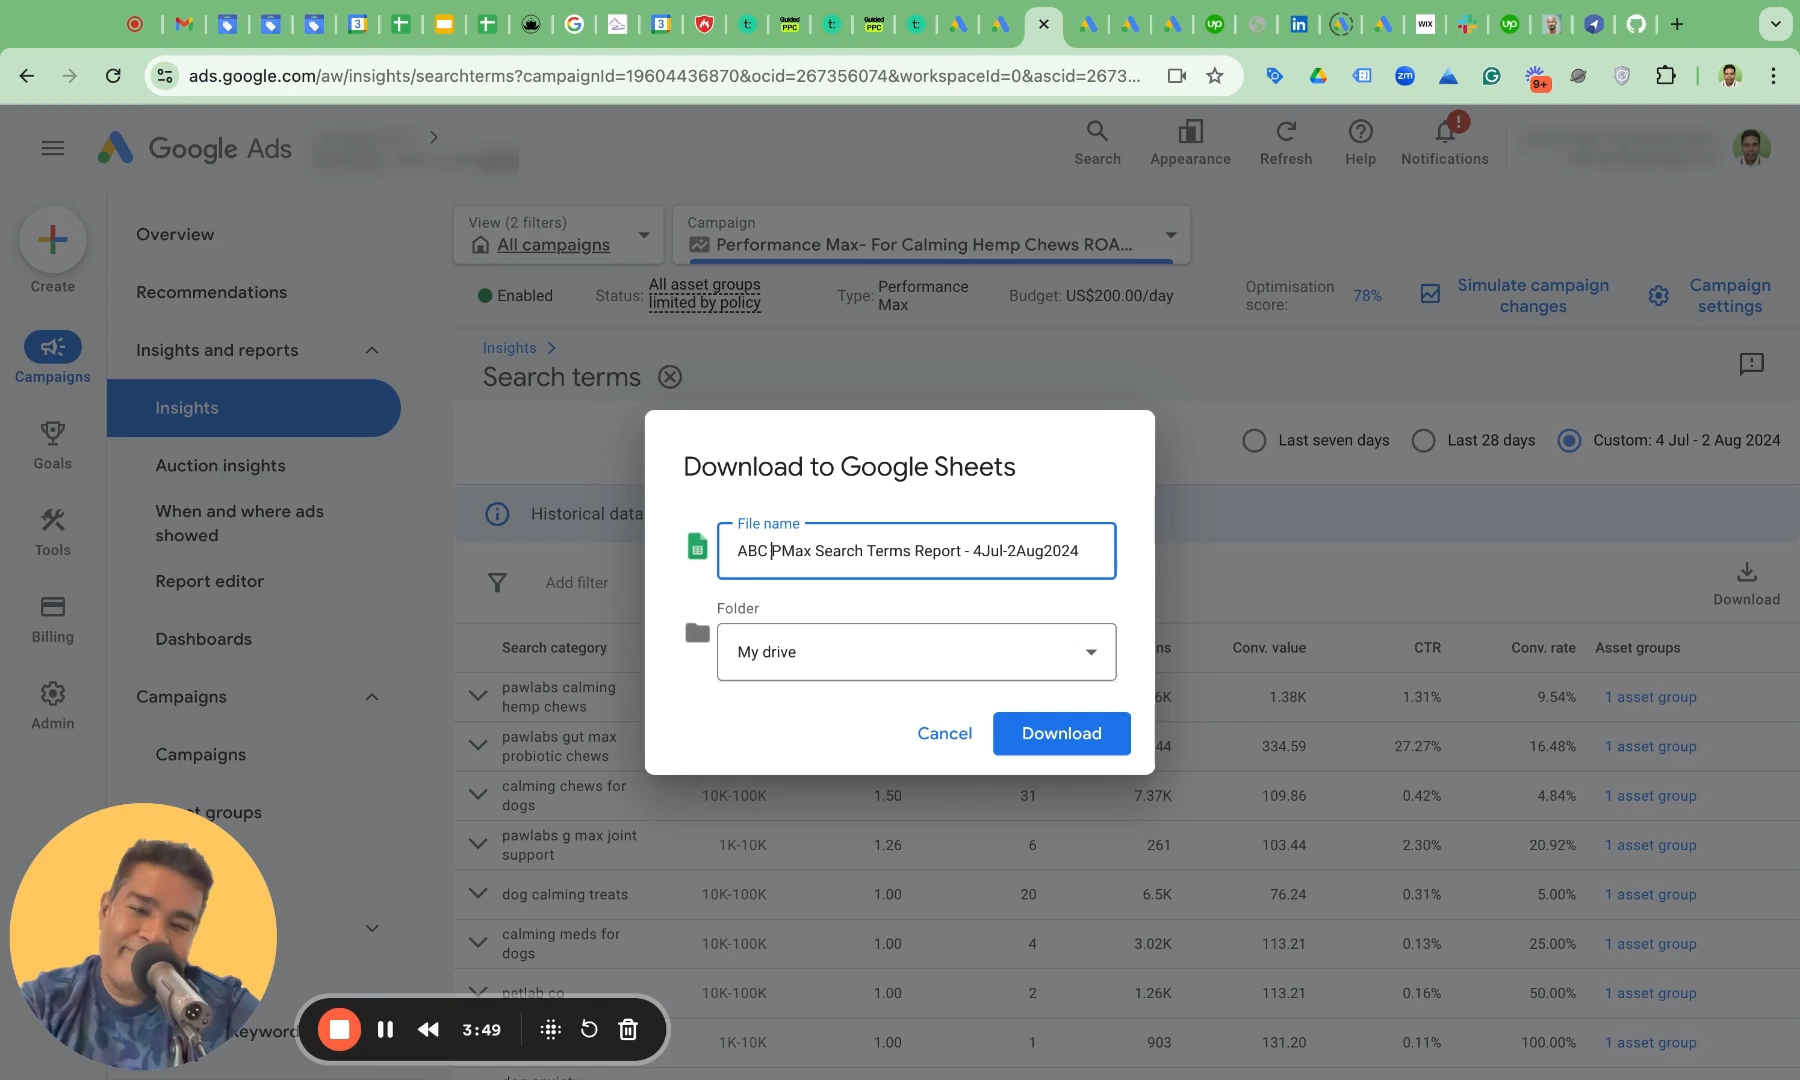 ads.google.com/aw/insights/searchterms?campaignId=19604436870&ocid=267356074&workspaceId=0&ascid=2673...
9+
Google Ads
Search
Appearance
Refresh
Help
Notifications
!
View (2 filters)
All campaigns
Campaign
Performance Max- For Calming Hemp Chews ROA...
Enabled
Status: All asset groups
limited by policy
Type: Performance
Max
Budget: US$200.00/day
Optimisation
score:
78%
Simulate campaign
changes
Campaign
settings
Create
Campaigns
Goals
Tools
Billing
Admin
Overview
Recommendations
Insights and reports
Insights
Auction insights
When and where ads
showed
Report editor
Dashboards
Campaigns
Campaigns
groups
Insights
Search terms
Last seven days
Last 28 days
Custom: 4 Jul - 2 Aug 2024
Historical data
Add filter
Download
Download to Google Sheets
File name
ABC PMax Search Terms Report - 4Jul-2Aug2024
Folder
My drive
Cancel
Download
Search category
ns
Conv. value
CTR
Conv. rate
Asset groups
pawlabs calming
hemp chews
6K
1.38K
1.31%
9.54%
1 asset group
pawlabs gut max
probiotic chews
44
334.59
27.27%
16.48%
1 asset group
calming chews for
dogs
10K-100K
1.50
31
7.37K
109.86
0.42%
4.84%
1 asset group
pawlabs g max joint
support
1K-10K
1.26
6
261
103.44
2.30%
20.92%
1 asset group
dog calming treats
10K-100K
1.00
20
6.5K
76.24
0.31%
5.00%
1 asset group
calming meds for
dogs
10K-100K
1.00
4
3.02K
113.21
0.13%
25.00%
1 asset group
petlab co
10K-100K
1.00
2
1.26K
113.21
0.16%
50.00%
1 asset group
1K-10K
1.00
1
903
131.20
0.11%
100.00%
1 asset group
3:49